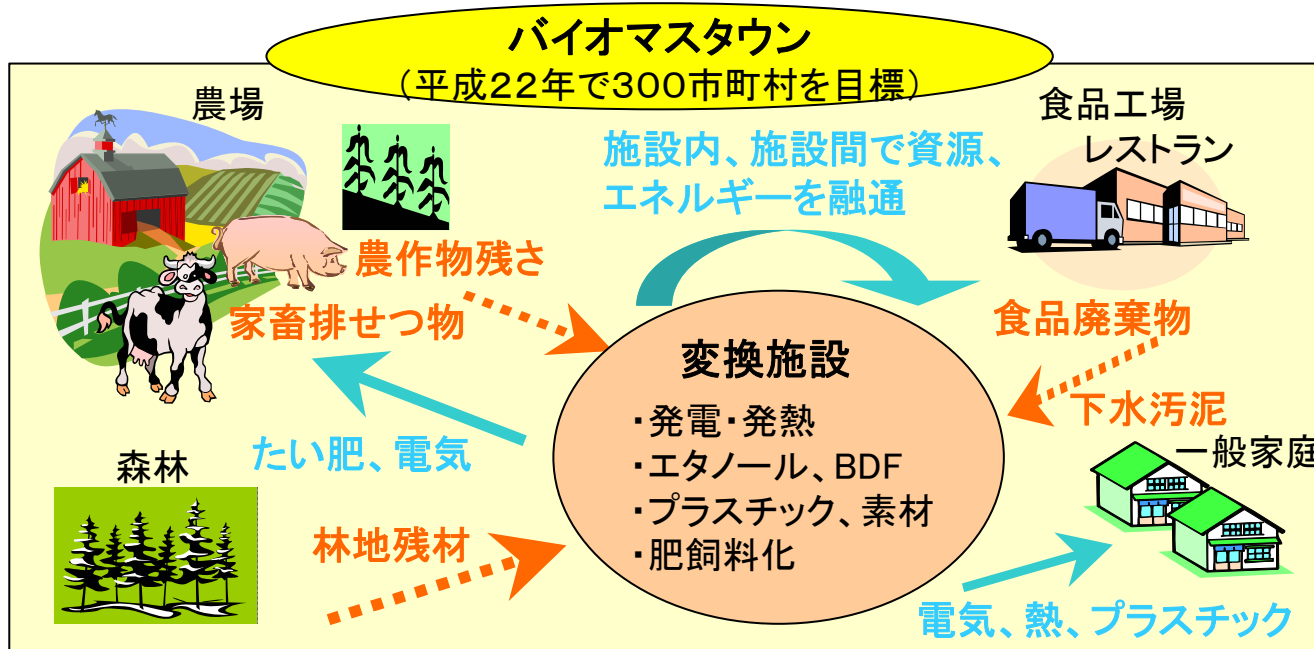 バイオマスタウン
（平成２２年で３００市町村を目標）
農場
食品工場
レストラン
施設内、施設間で資源、
エネルギーを融通
農作物残さ
家畜排せつ物
食品廃棄物
変換施設
・発電・発熱
・エタノール、BDF
・プラスチック、素材
・肥飼料化
下水汚泥
一般家庭
たい肥、電気
森林
林地残材
電気、熱、プラスチック